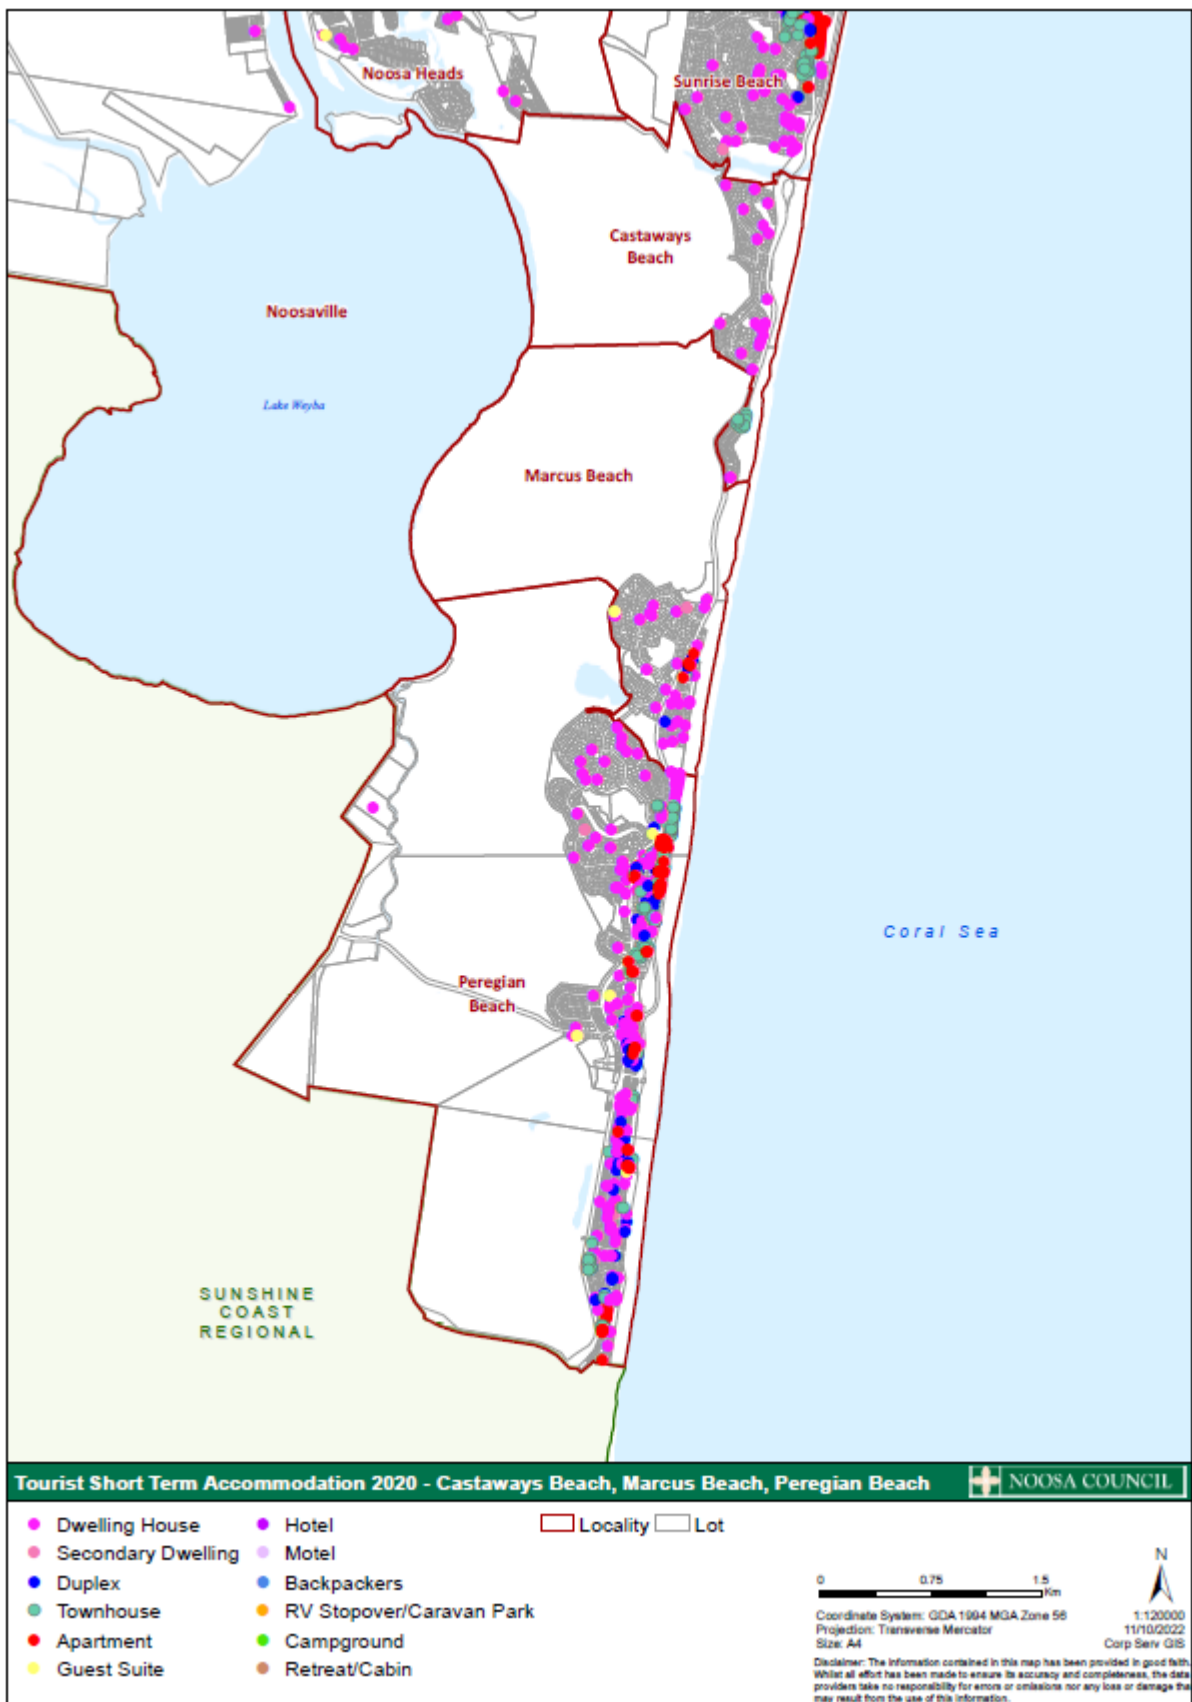 Noosa Heads
Sunrise Beach
Castaways
Beach
Noosaville
Lake Weyba
Marcus Beach
Coral Sea
Peregian
Beach
SUNSHINE
COAST
REGIONAL
Tourist Short Term Accommodation 2020 - Castaways Beach, Marcus Beach, Peregian Beach
NOOSA COUNCIL
Dwelling House
Hotel
Locality
Lot
Secondary Dwelling
Motel
Duplex
Backpackers
Townhouse
RV Stopover/Caravan Park
Apartment
Campground
Guest Suite
Retreat/Cabin
N
0 0.75 1.5
Km
Coordinate System: GDA 1994 MGA Zone 56
1:120000
Projection: Transverse Mercator
11/10/2022
Size: A4
Corp Serv GIS
Disclaimer: The information contained in this map has been provided in good faith.
Whilst all effort has been made to ensure its accuracy and completeness, the data
providers take no responsibility for errors or omissions nor any loss or damage tha
may result from the use of this information.